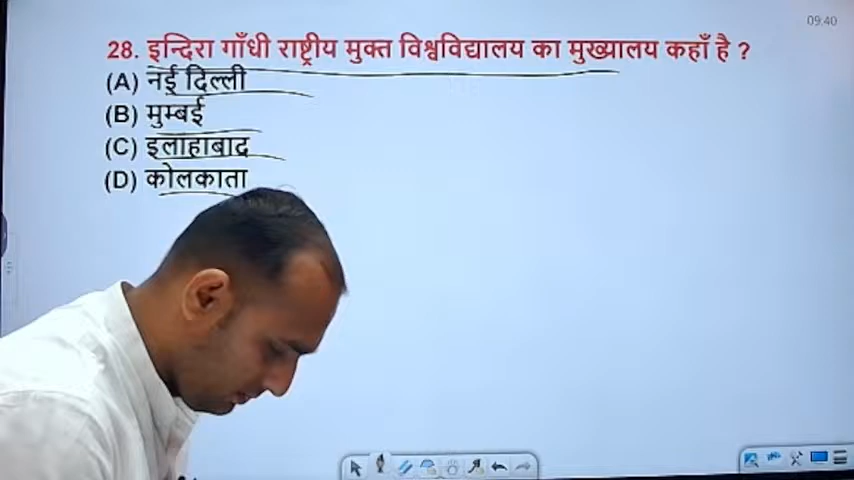 09:40
28. इन्दिरा गाँधी राष्ट्रीय मुक्त विश्वविद्यालय का मुख्यालय कहाँ है ?
(A) नई दिल्ली
(B) मुम्बई
(C) इलाहाबाद
(D) कोलकाता